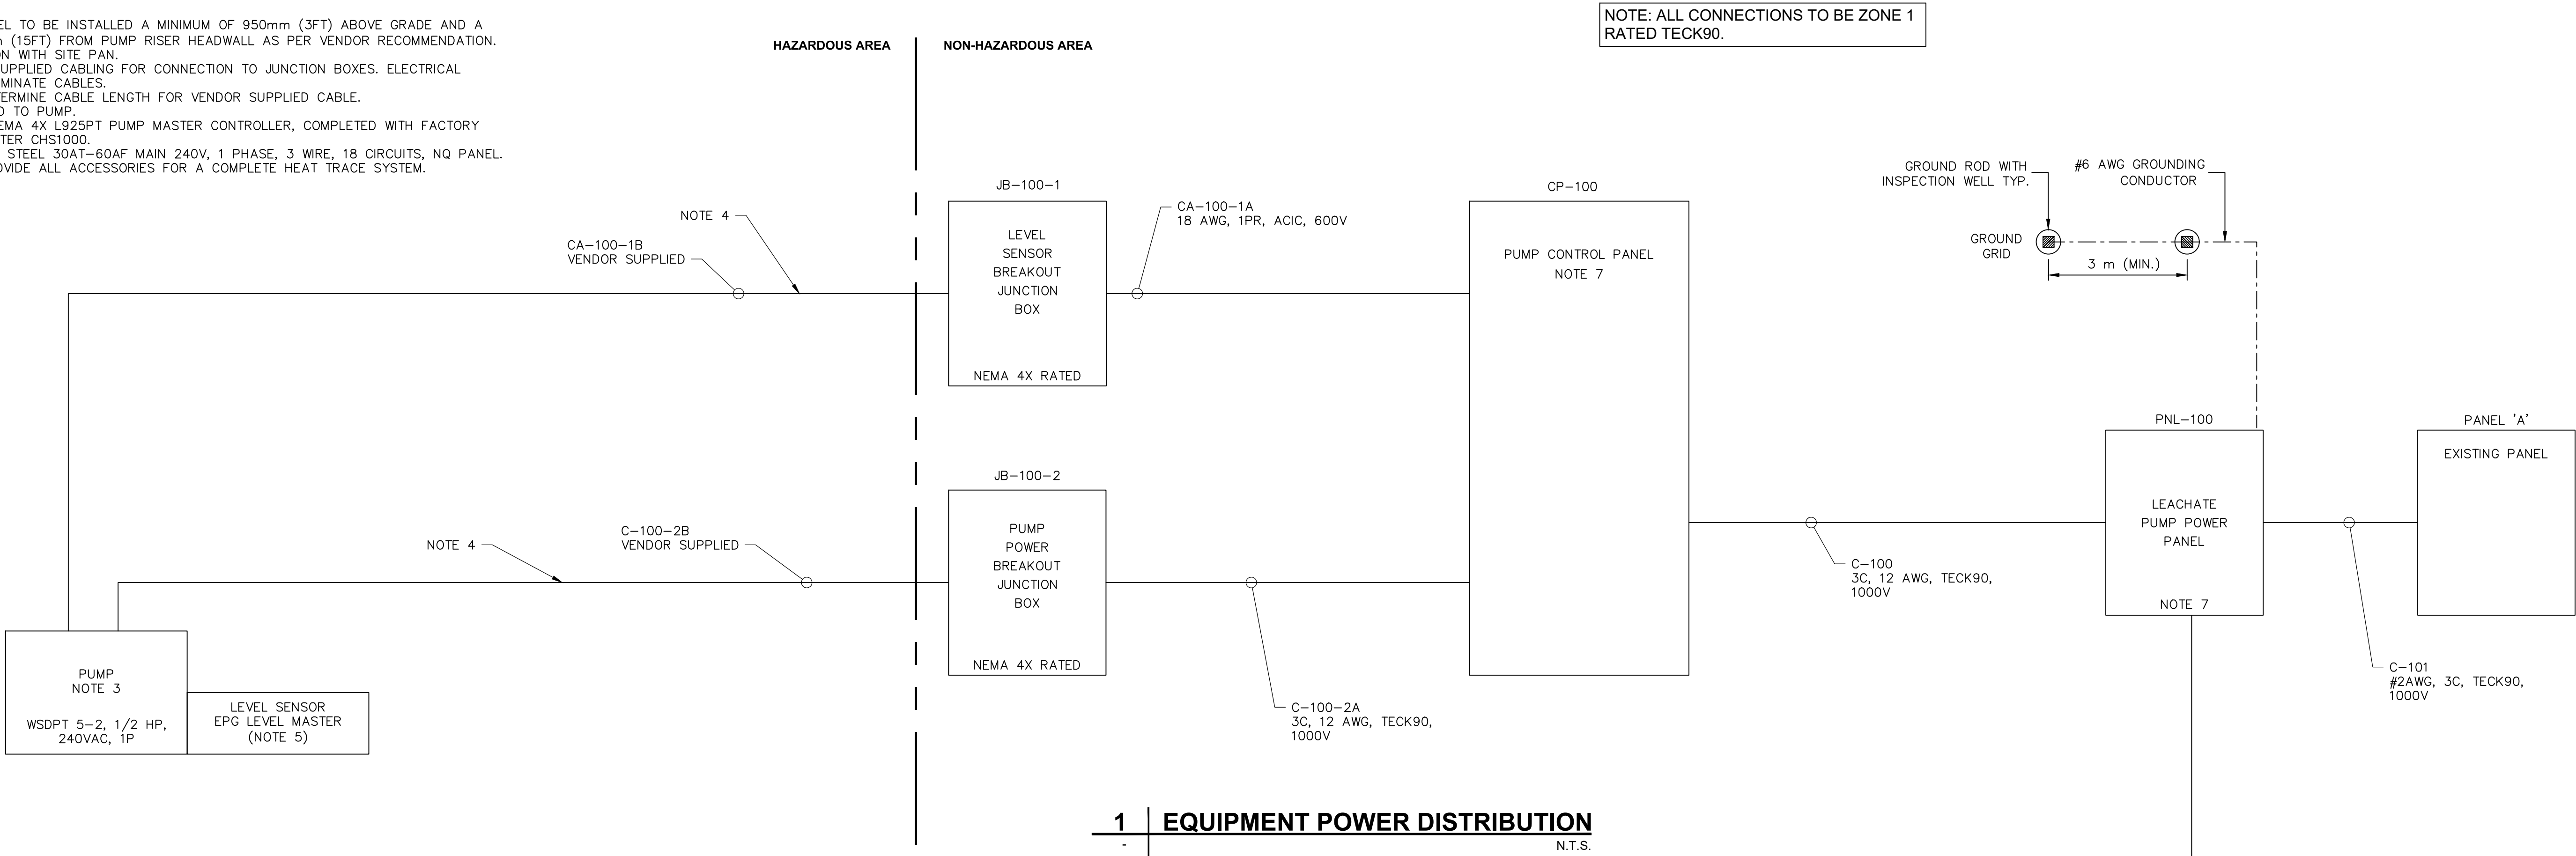 EL TO BE INSTALLED A MINIMUM OF 950mm (3FT) ABOVE GRADE AND A
(15FT) FROM PUMP RISER HEADWALL AS PER VENDOR RECOMMENDATION.
ON WITH SITE PAN.
UPPLIED CABLING FOR CONNECTION TO JUNCTION BOXES. ELECTRICAL
MINATE CABLES.
TERMINE CABLE LENGTH FOR VENDOR SUPPLIED CABLE.
D TO PUMP.
EMA 4X L925PT PUMP MASTER CONTROLLER, COMPLETED WITH FACTORY
TER CHS1000.
STEEL 30AT-60AF MAIN 240V, 1 PHASE, 3 WIRE, 18 CIRCUITS, NQ PANEL.
OVIDE ALL ACCESSORIES FOR A COMPLETE HEAT TRACE SYSTEM.
HAZARDOUS AREA
NON-HAZARDOUS AREA
NOTE: ALL CONNECTIONS TO BE ZONE 1
RATED TECK90.
NOTE 4
CA-100-1B
VENDOR SUPPLIED
JB-100-1
LEVEL
SENSOR
BREAKOUT
JUNCTION
BOX
NEMA 4X RATED
CA-100-1A
18 AWG, 1PR, ACIC, 600V
CP-100
PUMP CONTROL PANEL
NOTE 7
GROUND ROD WITH
INSPECTION WELL TYP.
#6 AWG GROUNDING
CONDUCTOR
GROUND
GRID
3 m (MIN.)
NOTE 4
C-100-2B
VENDOR SUPPLIED
JB-100-2
PUMP
POWER
BREAKOUT
JUNCTION
BOX
NEMA 4X RATED
C-100-2A
3C, 12 AWG, TECK90,
1000V
C-100
3C, 12 AWG, TECK90,
1000V
PNL-100
LEACHATE
PUMP POWER
PANEL
NOTE 7
PANEL 'A'
EXISTING PANEL
C-101
#2AWG, 3C, TECK90,
1000V
PUMP
NOTE 3
WSDPT 5-2, 1/2 HP,
240VAC, 1P
LEVEL SENSOR
EPG LEVEL MASTER
(NOTE 5)
1
EQUIPMENT POWER DISTRIBUTION
-
N.T.S.